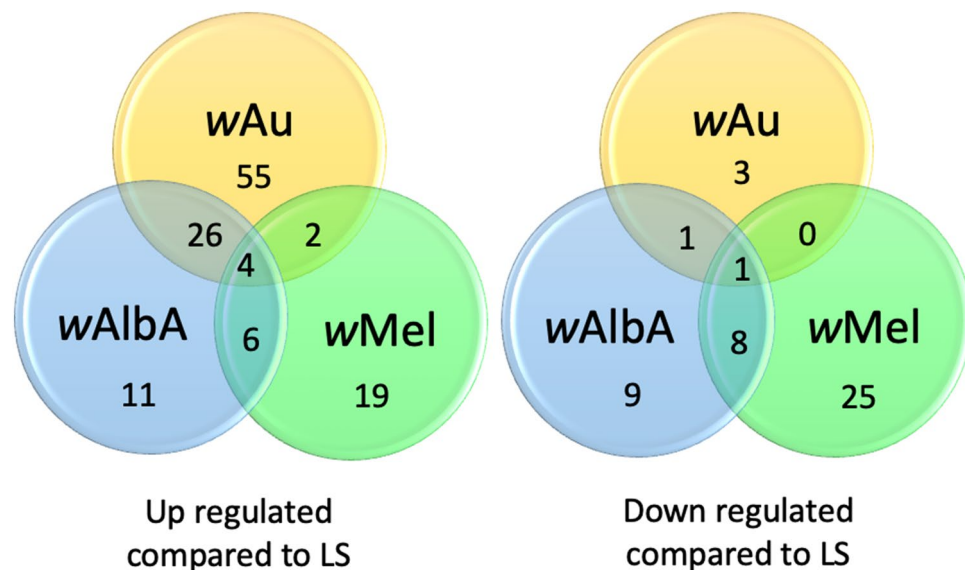 wAu
55
26
2
4
wAlbA
6
wMel
11
19
Up regulated
compared to LS
wAu
3
1
0
1
wAlbA
8
wMel
9
25
Down regulated
compared to LS